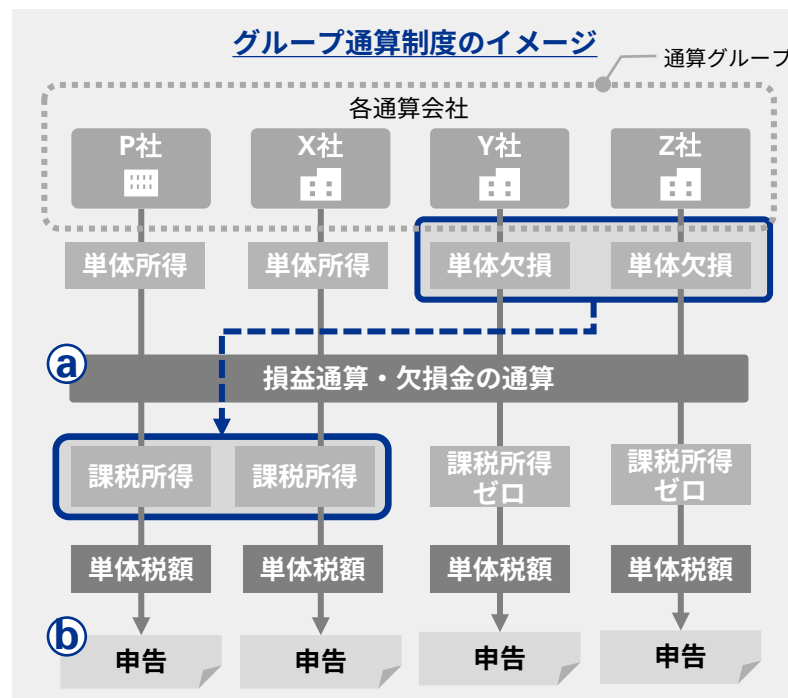 グループ通算制度のイメージ
通算グループ
各通算会社
P社
X社
Y社
Z社
単体所得
単体所得
単体欠損
単体欠損
a
損益通算・欠損金の通算
課税所得
課税所得
課税所得
ゼロ
課税所得
ゼロ
単体税額
単体税額
単体税額
単体税額
b
申告
申告
申告
申告